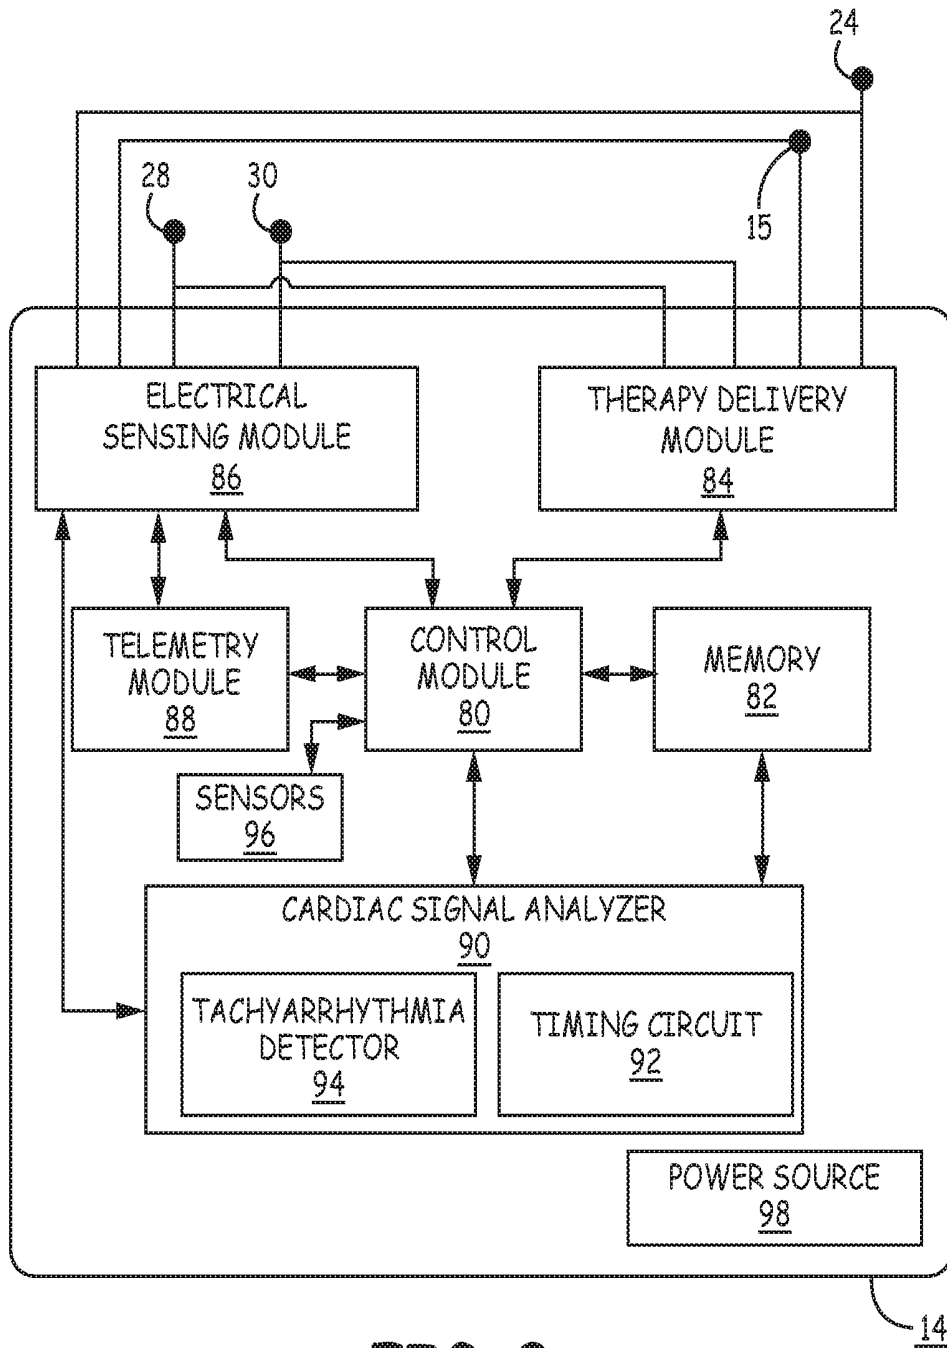 24
28
30
15
ELECTRICAL
SENSING MODULE
86
THERAPY DELIVERY
MODULE
84
TELEMETRY
MODULE
88
CONTROL
MODULE
80
MEMORY
82
SENSORS
96
CARDIAC SIGNAL ANALYZER
90
TACHYARRHYTHMIA
DETECTOR
94
TIMING CIRCUIT
92
POWER SOURCE
98
14